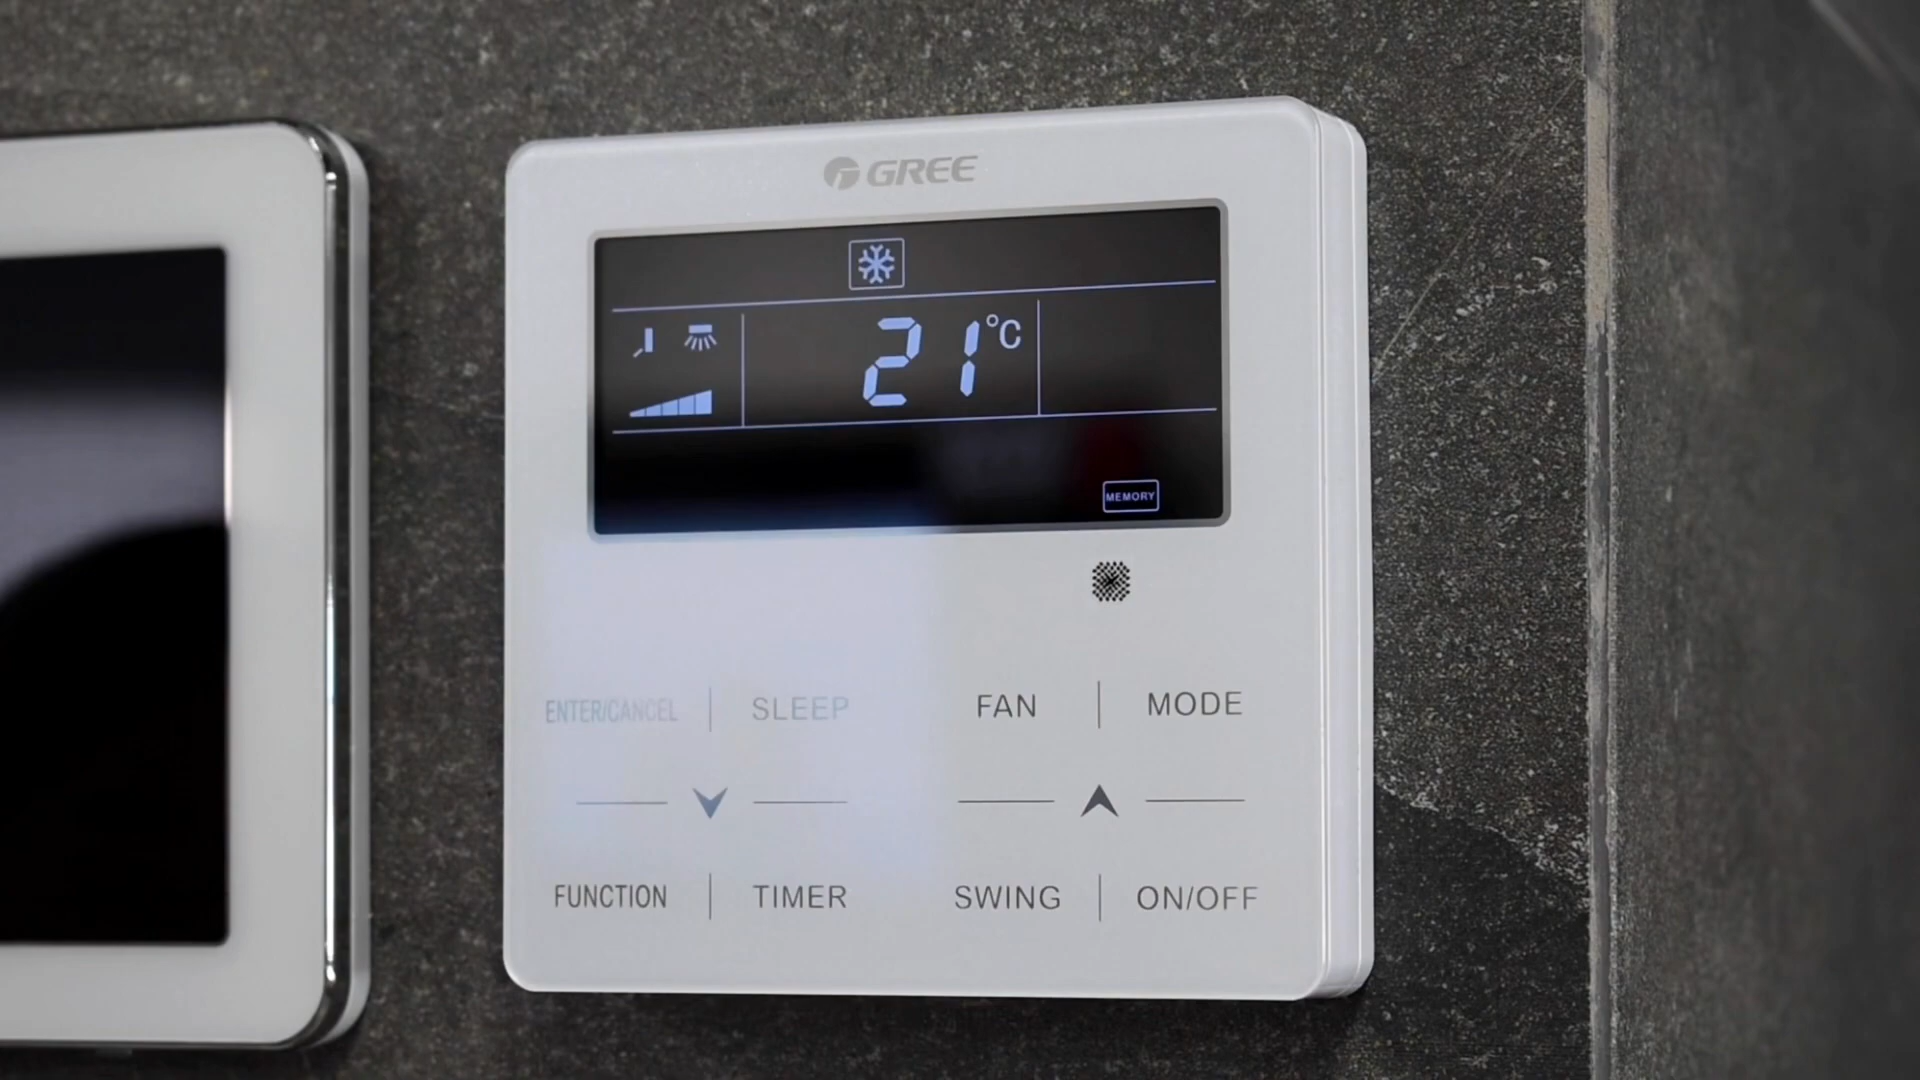 GREE
21°C
MEMORY
ENTER/CANCEL SLEEP FAN MODE
FUNCTION TIMER SWING ON/OFF